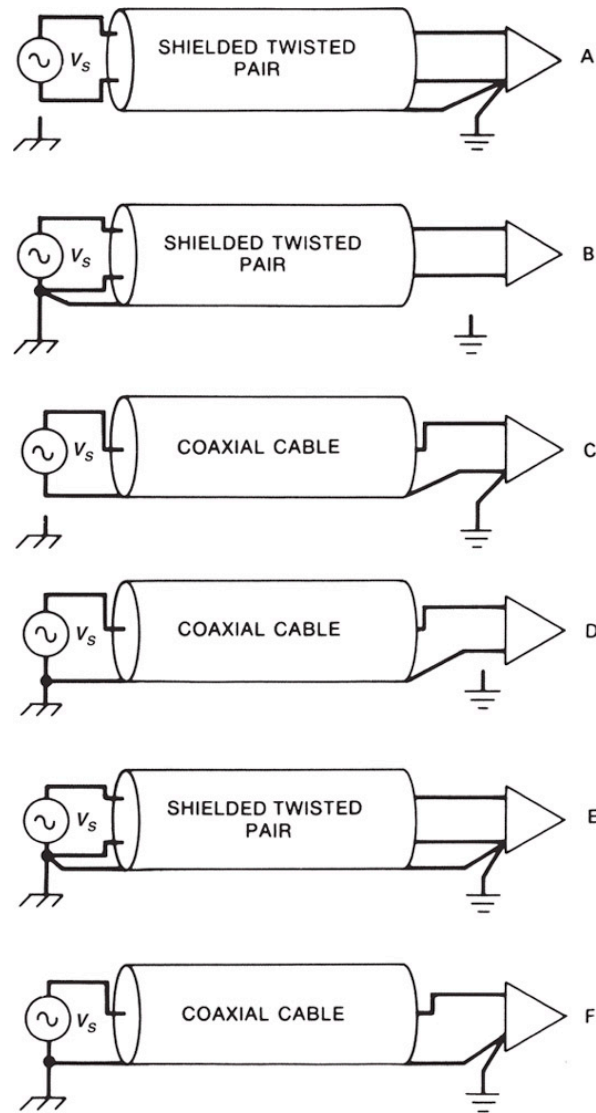 SHIELDED TWISTED
PAIR
V_s
A
SHIELDED TWISTED
PAIR
V_s
B
COAXIAL CABLE
V_s
C
COAXIAL CABLE
V_s
D
SHIELDED TWISTED
PAIR
V_s
E
COAXIAL CABLE
V_s
F